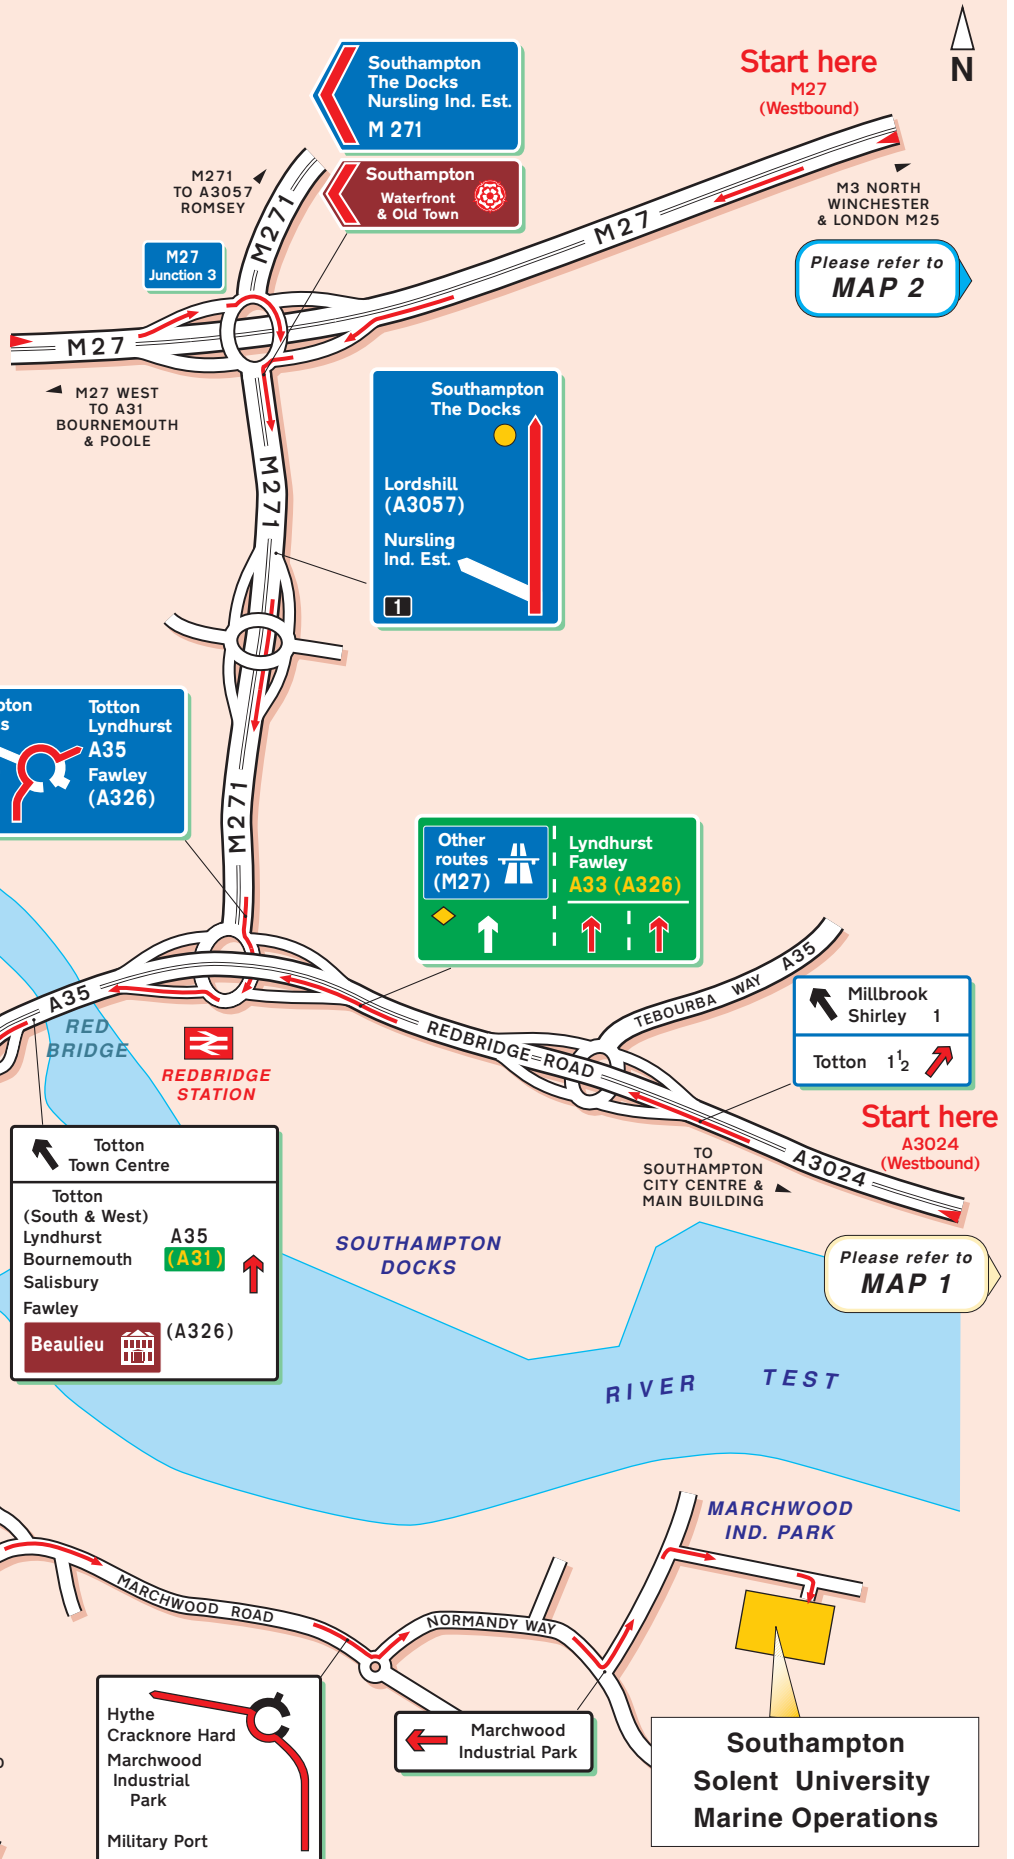 Start here
M27
(Westbound)
N
Southampton
The Docks
Nursling Ind. Est.
M 271
Southampton
Waterfront
& Old Town
M271
TO A3057
ROMSEY
M271
M27
M3 NORTH
WINCHESTER
& LONDON M25
Please refer to
MAP 2
M27
Junction 3
M27
M27 WEST
TO A31
BOURNEMOUTH
& POOLE
M271
Southampton
The Docks
Lordshill
(A3057)
Nursling
Ind. Est.
1
Totton
Lyndhurst
A35
Fawley
(A326)
M271
Other
routes
(M27)
Lyndhurst
Fawley
A33 (A326)
TEBOURBA WAY A35
Millbrook
Shirley 1
Totton 1 1/2
A35
RED
BRIDGE
REDBRIDGE
STATION
REDBRIDGE ROAD
Start here
A3024
(Westbound)
A3024
TO
SOUTHAMPTON
CITY CENTRE &
MAIN BUILDING
Totton
Town Centre
Totton
(South & West)
Lyndhurst A35
Bournemouth (A31)
Salisbury
Fawley
Beaulieu (A326)
SOUTHAMPTON
DOCKS
Please refer to
MAP 1
RIVER TEST
MARCHWOOD
IND. PARK
MARCHWOOD ROAD
NORMANDY WAY
Hythe
Cracknore Hard
Marchwood
Industrial
Park
Military Port
Marchwood
Industrial Park
Southampton
Solent University
Marine Operations